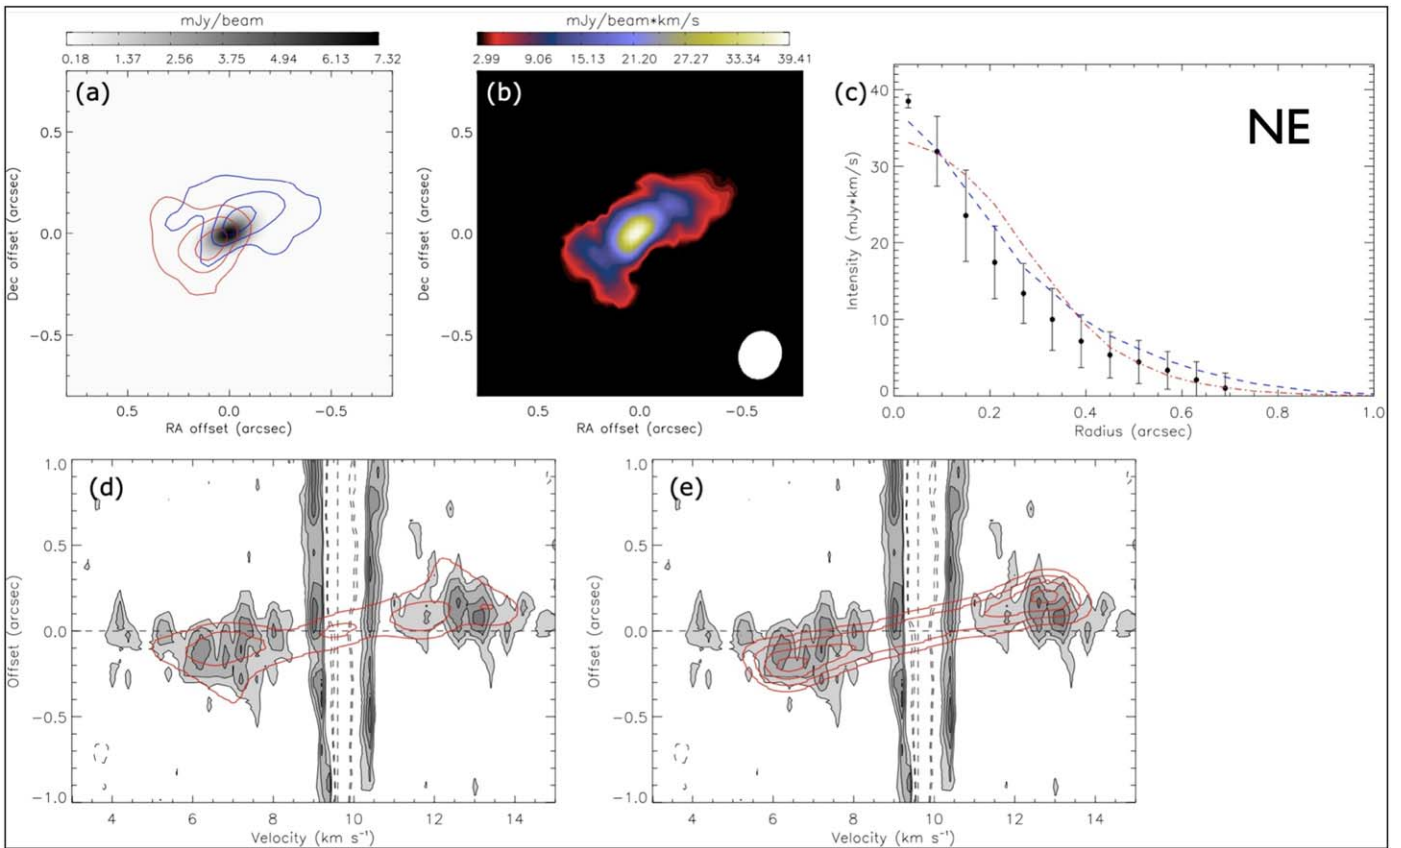 mJy/beam
0.18 1.37 2.56 3.75 4.94 6.13 7.32
(a)
0.5
0.0
−0.5
Dec offset (arcsec)
0.5 0.0 −0.5
RA offset (arcsec)
mJy/beam*km/s
2.99 9.06 15.13 21.20 27.27 33.34 39.41
(b)
0.5
0.0
−0.5
Dec offset (arcsec)
0.5 0.0 −0.5
RA offset (arcsec)
(c)
NE
40
30
20
10
0
Intensity (mJy*km/s)
0.0 0.2 0.4 0.6 0.8 1.0
Radius (arcsec)
(d)
1.0
0.5
0.0
−0.5
−1.0
Offset (arcsec)
4 6 8 10 12 14
Velocity (km s⁻¹)
(e)
1.0
0.5
0.0
−0.5
−1.0
Offset (arcsec)
4 6 8 10 12 14
Velocity (km s⁻¹)